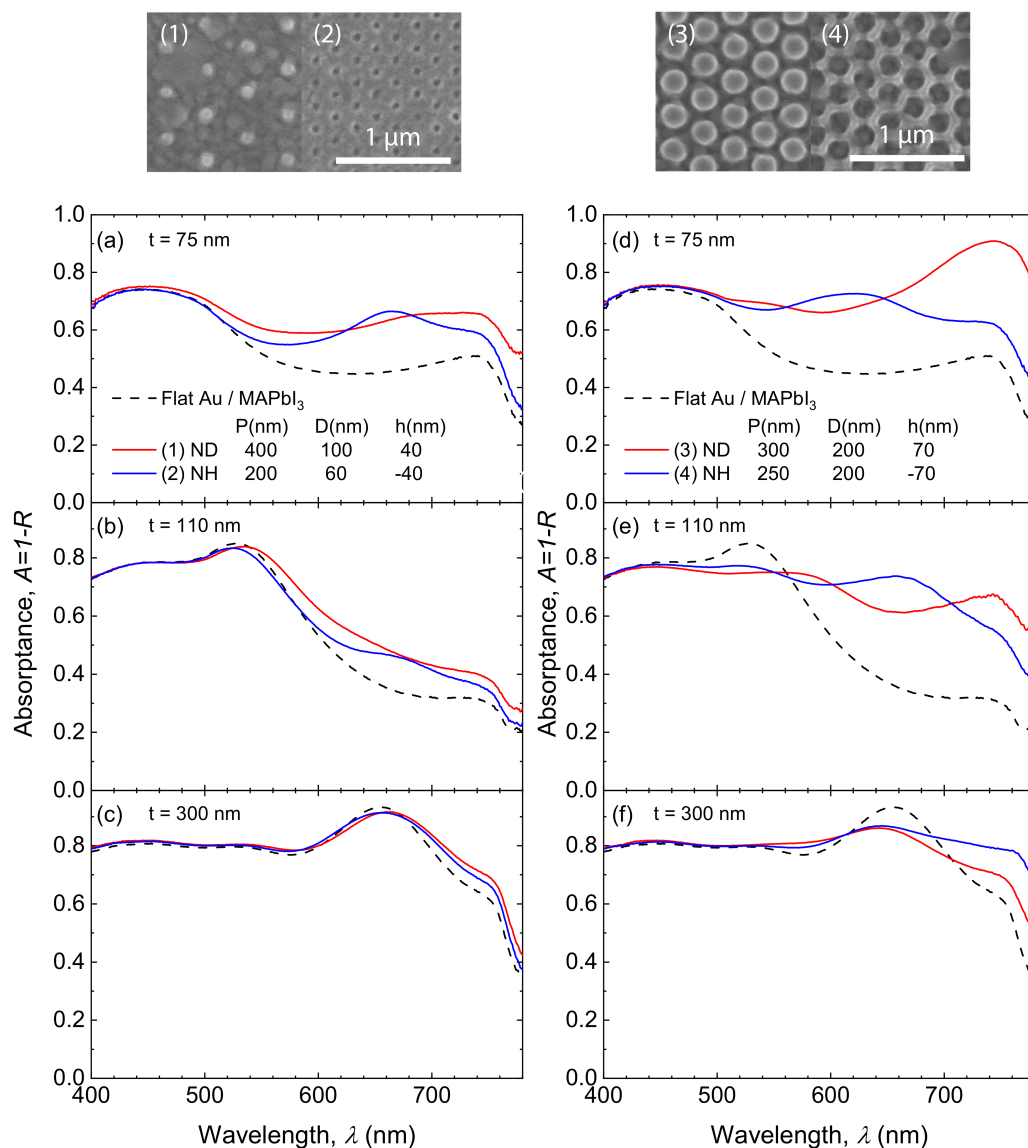 (1) (2)
1 µm
(3) (4)
1 µm
1.0
0.8
0.6
0.4
0.2
0.0
(a) t = 75 nm
Flat Au / MAPbI3
P(nm) D(nm) h(nm)
(1) ND 400 100 40
(2) NH 200 60 -40
(d) t = 75 nm
1.0
0.8
0.6
0.4
0.2
0.0
Flat Au / MAPbI3
P(nm) D(nm) h(nm)
(3) ND 300 200 70
(4) NH 250 200 -70
Absorptance, A=1-R
(b) t = 110 nm
0.8
0.6
0.4
0.2
0.0
Absorptance, A=1-R
(e) t = 110 nm
0.8
0.6
0.4
0.2
0.0
(c) t = 300 nm
0.8
0.6
0.4
0.2
0.0
(f) t = 300 nm
0.8
0.6
0.4
0.2
0.0
400 500 600 700
Wavelength, λ (nm)
400 500 600 700
Wavelength, λ (nm)